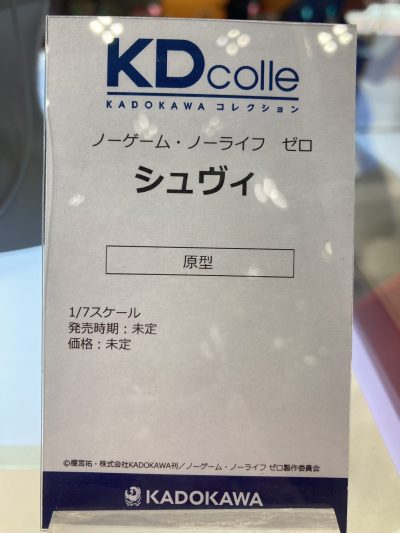 KDcolle
KADOKAWA コレクション
ノーゲーム・ノーライフ ゼロ
シュヴィ
原型
1/7スケール
発売時期：未定
価格：未定
©榎宮祐・株式会社KADOKAWA刊／ノーゲーム・ノーライフ ゼロ製作委員会
KADOKAWA